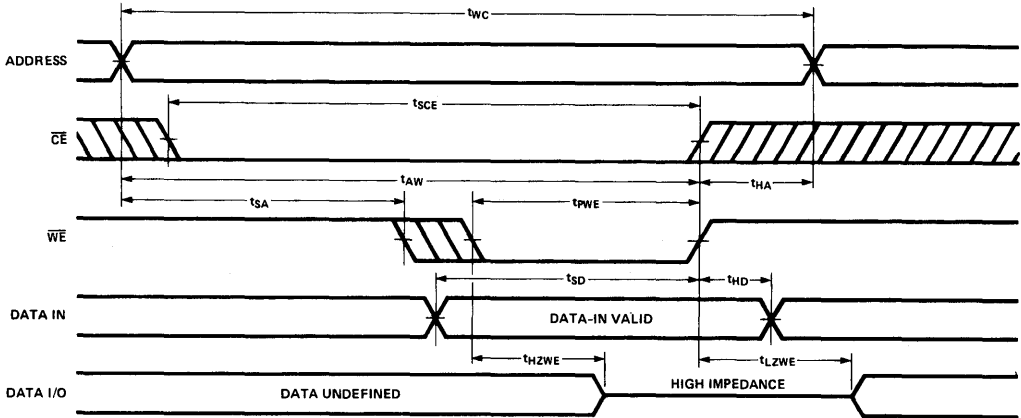 tWC
ADDRESS
tSCE
CE
tAW
tHA
tSA
tPWE
WE
tSD
tHD
DATA IN
DATA-IN VALID
tHZWE
tLZWE
DATA I/O
DATA UNDEFINED
HIGH IMPEDANCE